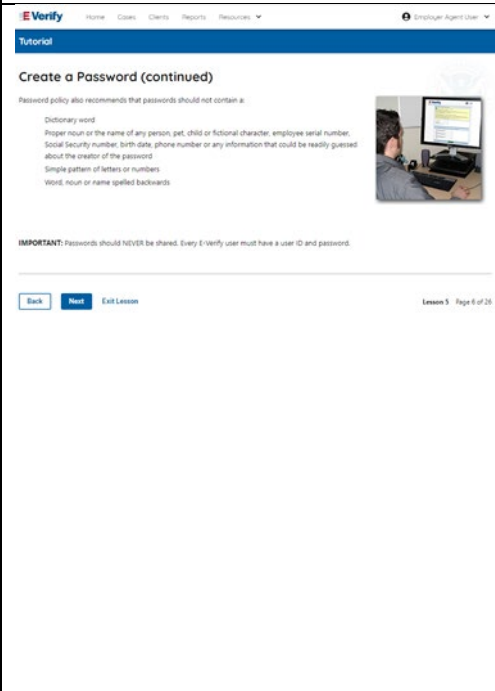 E-Verify Home Cases Clients Reports Resources Employer Agent User
Tutorial
Create a Password (continued)
Password policy also recommends that passwords should not contain a:
Dictionary word
Proper noun or the name of any person, pet, child or fictional character, employee serial number,
Social Security number, birth date, phone number or any information that could be readily guessed
about the creator of the password
Simple pattern of letters or numbers
Word, noun or name spelled backwards
IMPORTANT: Passwords should NEVER be shared. Every E-Verify user must have a user ID and password.
Back Next Exit Lesson Lesson 5 Page 6 of 26